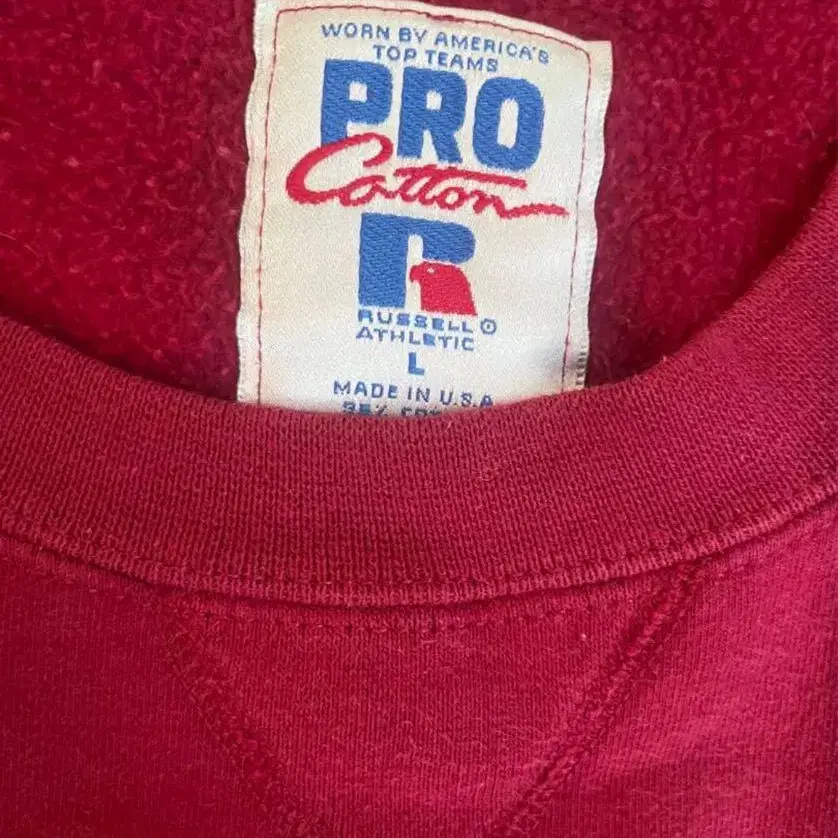 WORN BY AMERICA'S
TOP TEAMS
PRO
Cotton
R
RUSSELL ®
ATHLETIC
L
MADE IN U.S.A